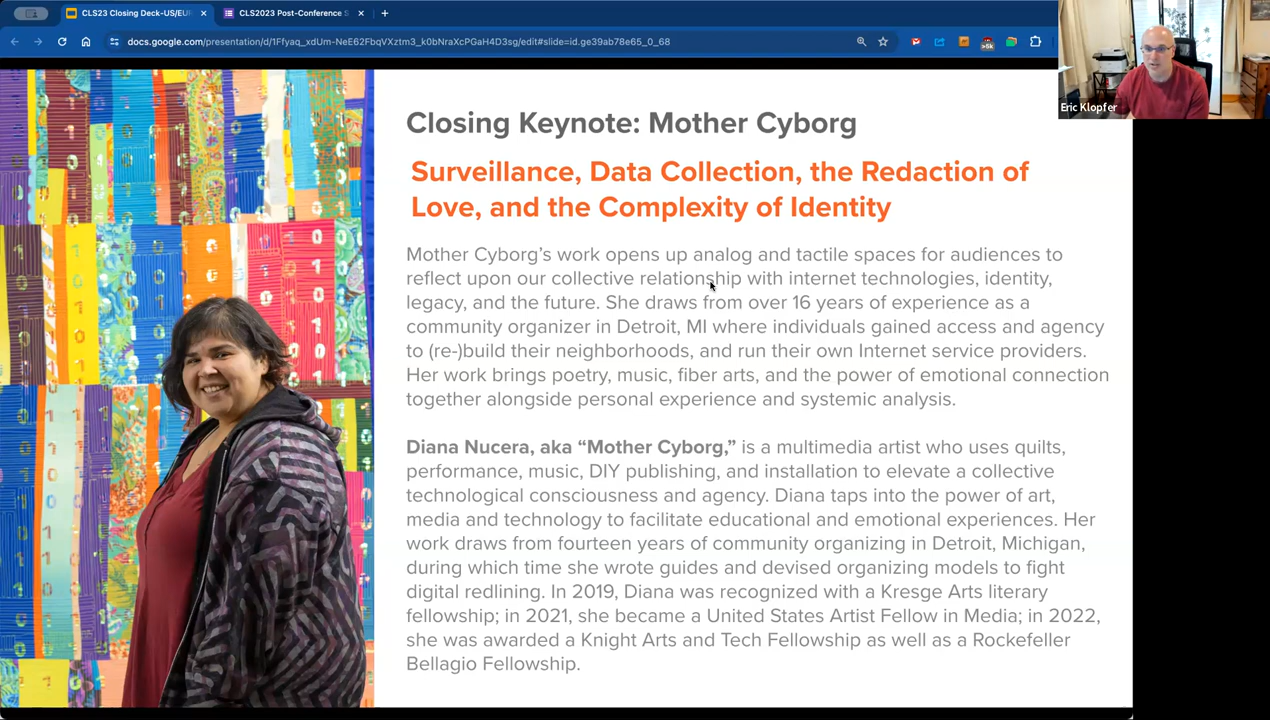 CLS23 Closing Deck-US/EUR
CLS2023 Post-Conference S
docs.google.com/presentation/d/1Ffyaq_xdUm-NeE62FbqVXztm3_k0bNraXcPGaH4D3sg/edit#slide=id.ge39ab78e65_0_68
>5k
Eric Klopfer
Closing Keynote: Mother Cyborg
Surveillance, Data Collection, the Redaction of
Love, and the Complexity of Identity
Mother Cyborg’s work opens up analog and tactile spaces for audiences to
reflect upon our collective relationship with internet technologies, identity,
legacy, and the future. She draws from over 16 years of experience as a
community organizer in Detroit, MI where individuals gained access and agency
to (re-)build their neighborhoods, and run their own Internet service providers.
Her work brings poetry, music, fiber arts, and the power of emotional connection
together alongside personal experience and systemic analysis.
Diana Nucera, aka “Mother Cyborg,” is a multimedia artist who uses quilts,
performance, music, DIY publishing, and installation to elevate a collective
technological consciousness and agency. Diana taps into the power of art,
media and technology to facilitate educational and emotional experiences. Her
work draws from fourteen years of community organizing in Detroit, Michigan,
during which time she wrote guides and devised organizing models to fight
digital redlining. In 2019, Diana was recognized with a Kresge Arts literary
fellowship; in 2021, she became a United States Artist Fellow in Media; in 2022,
she was awarded a Knight Arts and Tech Fellowship as well as a Rockefeller
Bellagio Fellowship.